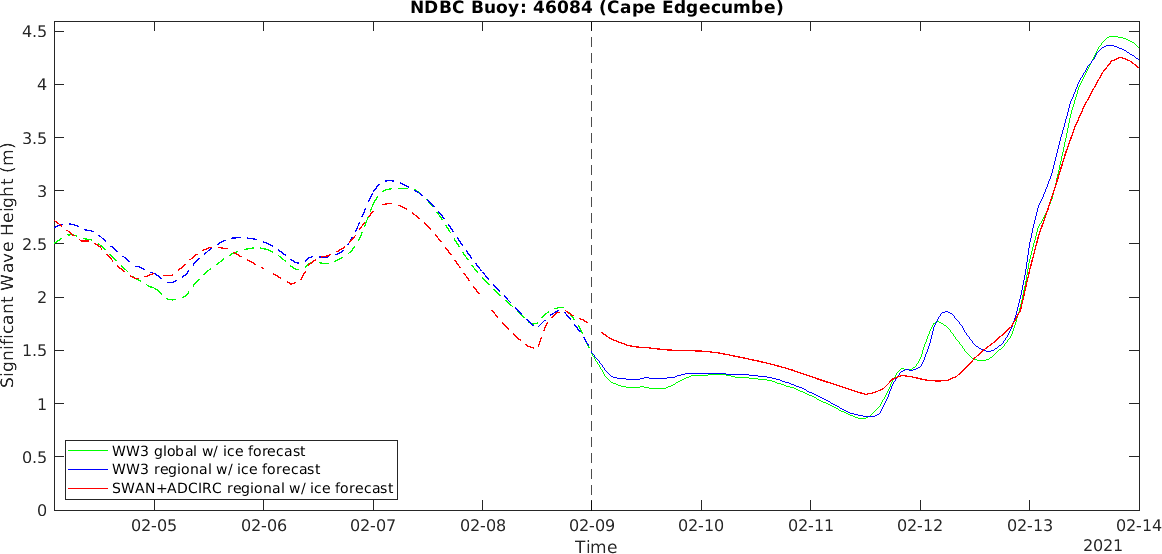 NDBC Buoy: 46084 (Cape Edgecumbe)
4.5
4
3.5
3
2.5
2
1.5
1
0.5
0
Significant Wave Height (m)
WW3 global w/ ice forecast
WW3 regional w/ ice forecast
SWAN+ADCIRC regional w/ ice forecast
02-05 02-06 02-07 02-08 02-09 02-10 02-11 02-12 02-13 02-14
Time
2021